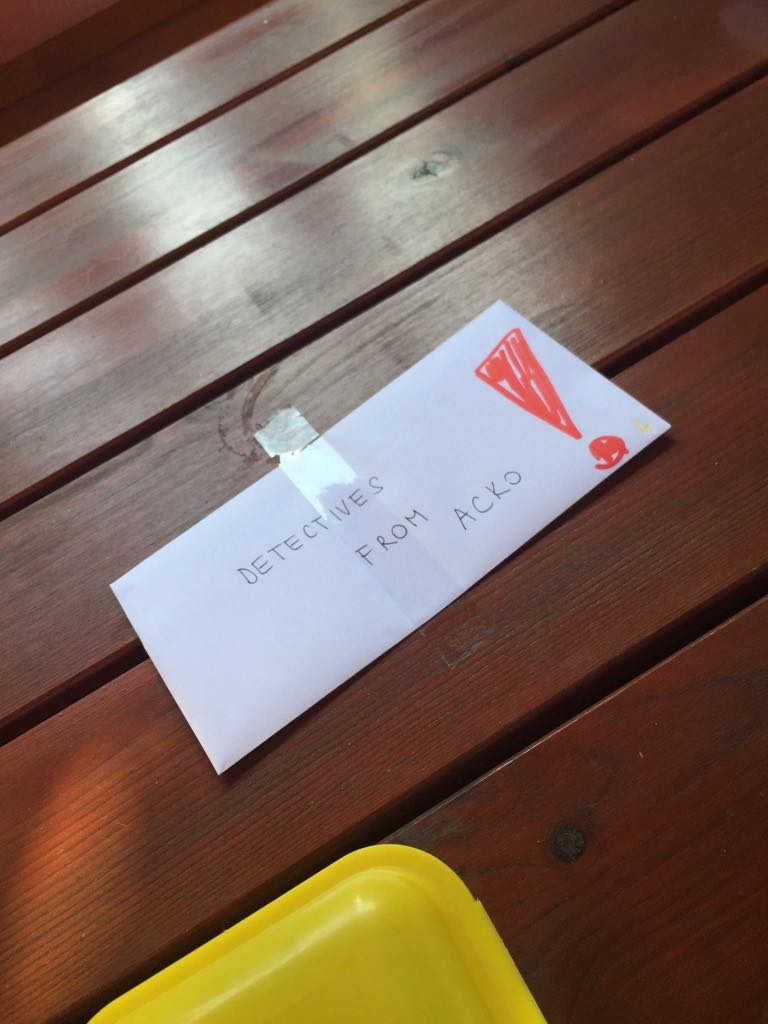 DETECTIVES
FROM ACKO
!
A